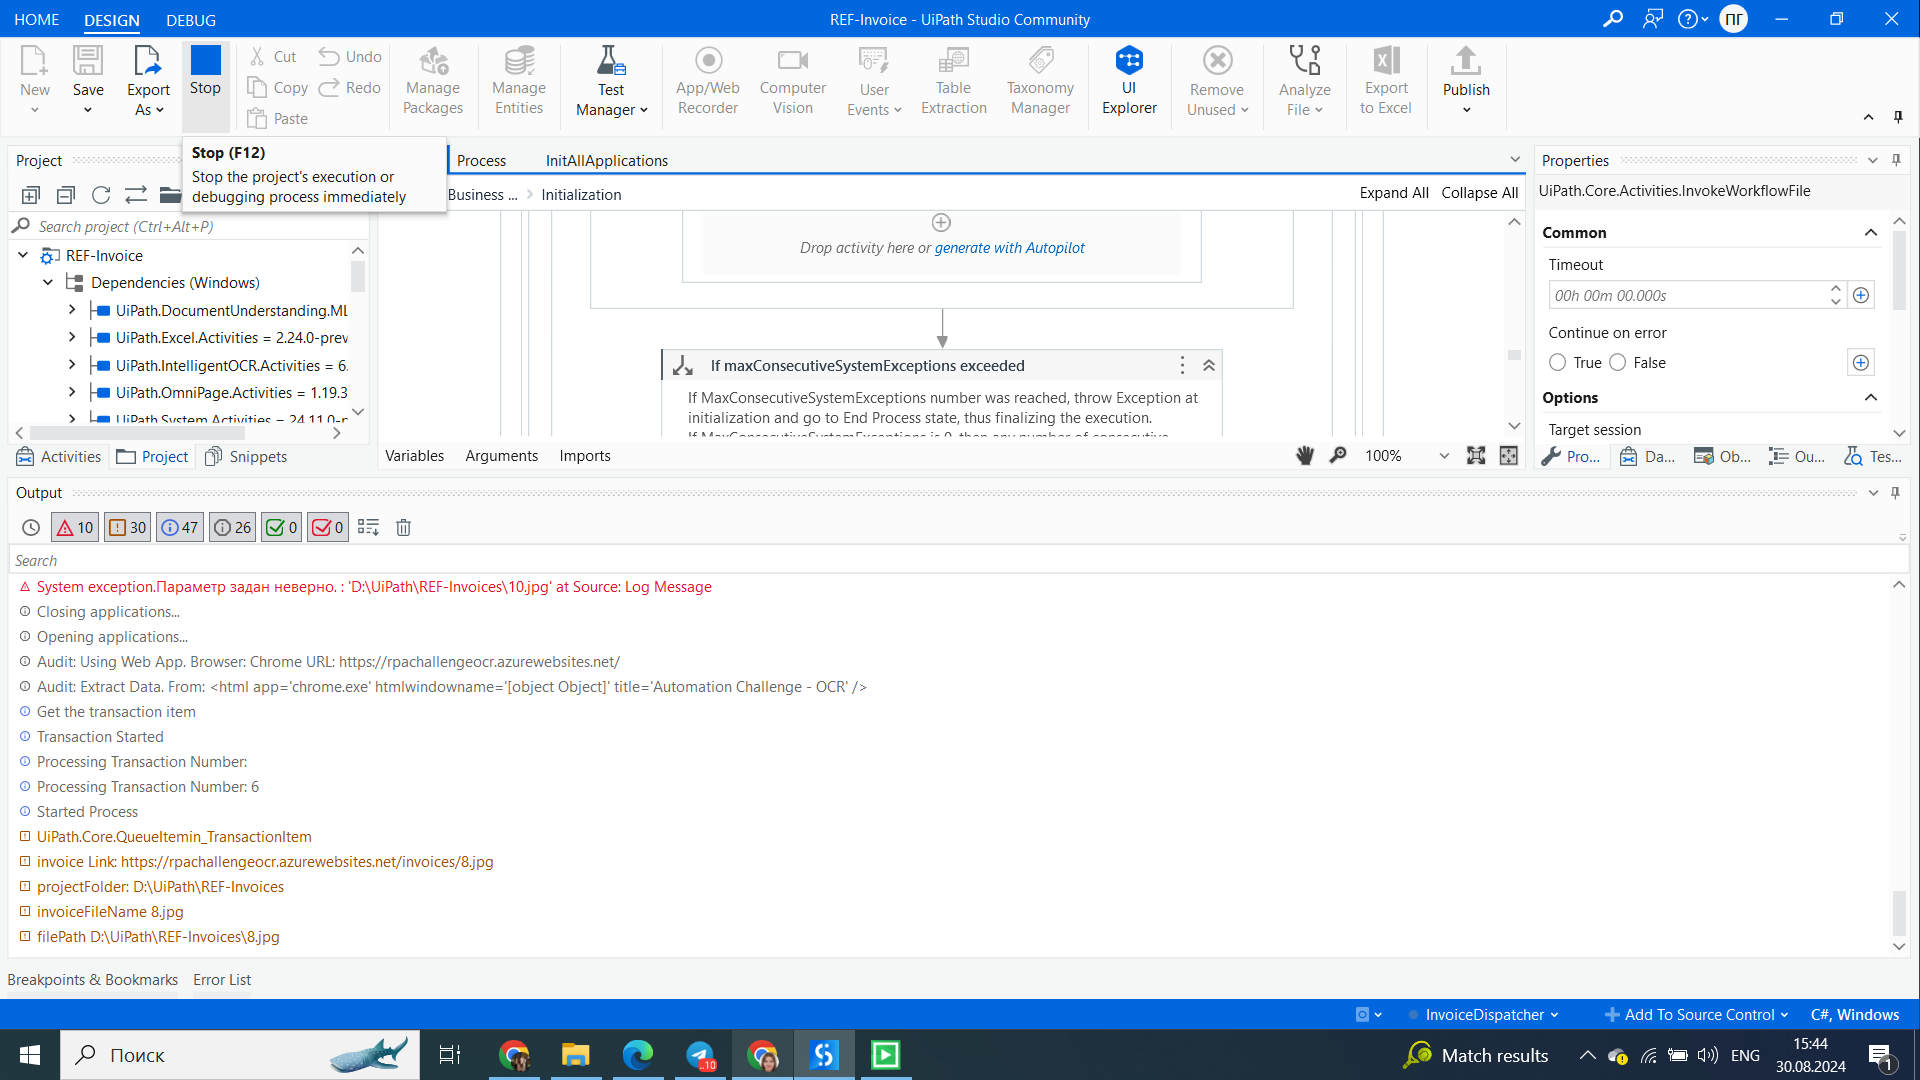 HOME DESIGN DEBUG
REF-Invoice - UiPath Studio Community
ПГ
New
Save
Export As
Stop
Cut
Copy
Paste
Undo
Redo
Manage Packages
Manage Entities
Test Manager
App/Web Recorder
Computer Vision
User Events
Table Extraction
Taxonomy Manager
UI Explorer
Remove Unused
Analyze File
Export to Excel
Publish
Stop (F12)
Stop the project's execution or
debugging process immediately
Project
Search project (Ctrl+Alt+P)
REF-Invoice
Dependencies (Windows)
UiPath.DocumentUnderstanding.ML
UiPath.Excel.Activities = 2.24.0-prev
UiPath.IntelligentOCR.Activities = 6.
UiPath.OmniPage.Activities = 1.19.3
UiPath.System.Activities = 24.11.0-
Activities Project Snippets
Process InitAllApplications
Business ... Initialization
Expand All Collapse All
Drop activity here or generate with Autopilot
If maxConsecutiveSystemExceptions exceeded
If MaxConsecutiveSystemExceptions number was reached, throw Exception at
initialization and go to End Process state, thus finalizing the execution.
If MaxConsecutiveSystemExceptions is 0, then any number of consecutive
Variables Arguments Imports
100%
Properties
UiPath.Core.Activities.InvokeWorkflowFile
Common
Timeout
00h 00m 00.000s
Continue on error
True False
Options
Target session
Pro... Da... Ob... Ou... Tes...
Output
10 30 47 26 0 0
Search
System exception.Параметр задан неверно. : 'D:\UiPath\REF-Invoices\10.jpg' at Source: Log Message
Closing applications...
Opening applications...
Audit: Using Web App. Browser: Chrome URL: https://rpachallengeocr.azurewebsites.net/
Audit: Extract Data. From: <html app='chrome.exe' htmlwindowname='[object Object]' title='Automation Challenge - OCR' />
Get the transaction item
Transaction Started
Processing Transaction Number:
Processing Transaction Number: 6
Started Process
UiPath.Core.QueueItemin_TransactionItem
invoice Link: https://rpachallengeocr.azurewebsites.net/invoices/8.jpg
projectFolder: D:\UiPath\REF-Invoices
invoiceFileName 8.jpg
filePath D:\UiPath\REF-Invoices\8.jpg
Breakpoints & Bookmarks Error List
InvoiceDispatcher Add To Source Control C#, Windows
Поиск
..10
Match results
ENG
15:44
30.08.2024
1